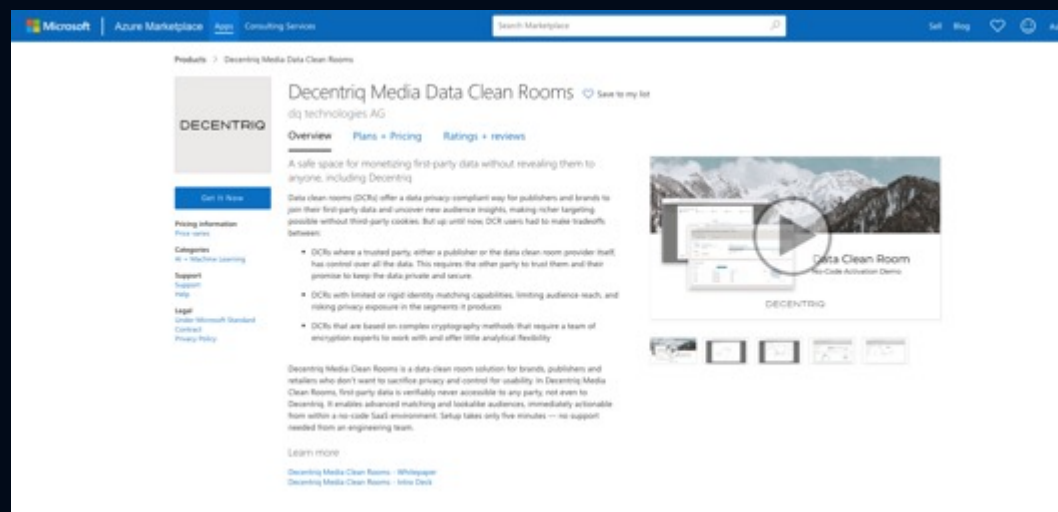 Microsoft Azure Marketplace Apps Consulting Services Search Marketplace Sell Blog
Products > Decentriq Media Data Clean Rooms
DECENTRIQ
Decentriq Media Data Clean Rooms Save to my list
dq technologies AG
Overview Plans + Pricing Ratings + reviews
Get It Now
Pricing information
Price varies
Categories
AI + Machine Learning
Support
Support
Help
Legal
Under Microsoft Standard
Contract
Privacy Policy
A safe space for monetizing first-party data without revealing them to
anyone, including Decentriq
Data clean rooms (DCRs) offer a data privacy-compliant way for publishers and brands to
join their first-party data and uncover new audience insights, making richer targeting
possible without third-party cookies. But up until now, DCR users had to make tradeoffs
between:
• DCRs where a trusted party, either a publisher or the data clean room provider itself,
has control over all the data. This requires the other party to trust them and their
promise to keep the data private and secure.
• DCRs with limited or rigid identity matching capabilities, limiting audience reach, and
risking privacy exposure in the segments it produces
• DCRs that are based on complex cryptography methods that require a team of
encryption experts to work with and offer little analytical flexibility
Decentriq Media Clean Rooms is a data clean room solution for brands, publishers and
retailers who don't want to sacrifice privacy and control for usability. In Decentriq Media
Clean Rooms, first-party data is verifiably never accessible to any party, not even to
Decentriq. It enables advanced matching and lookalike audiences, immediately actionable
from within a no-code SaaS environment. Setup takes only five minutes — no support
needed from an engineering team.
Learn more
Decentriq Media Clean Rooms - Whitepaper
Decentriq Media Clean Rooms - Intro Deck
Data Clean Room
No-Code Activation Demo
DECENTRIQ